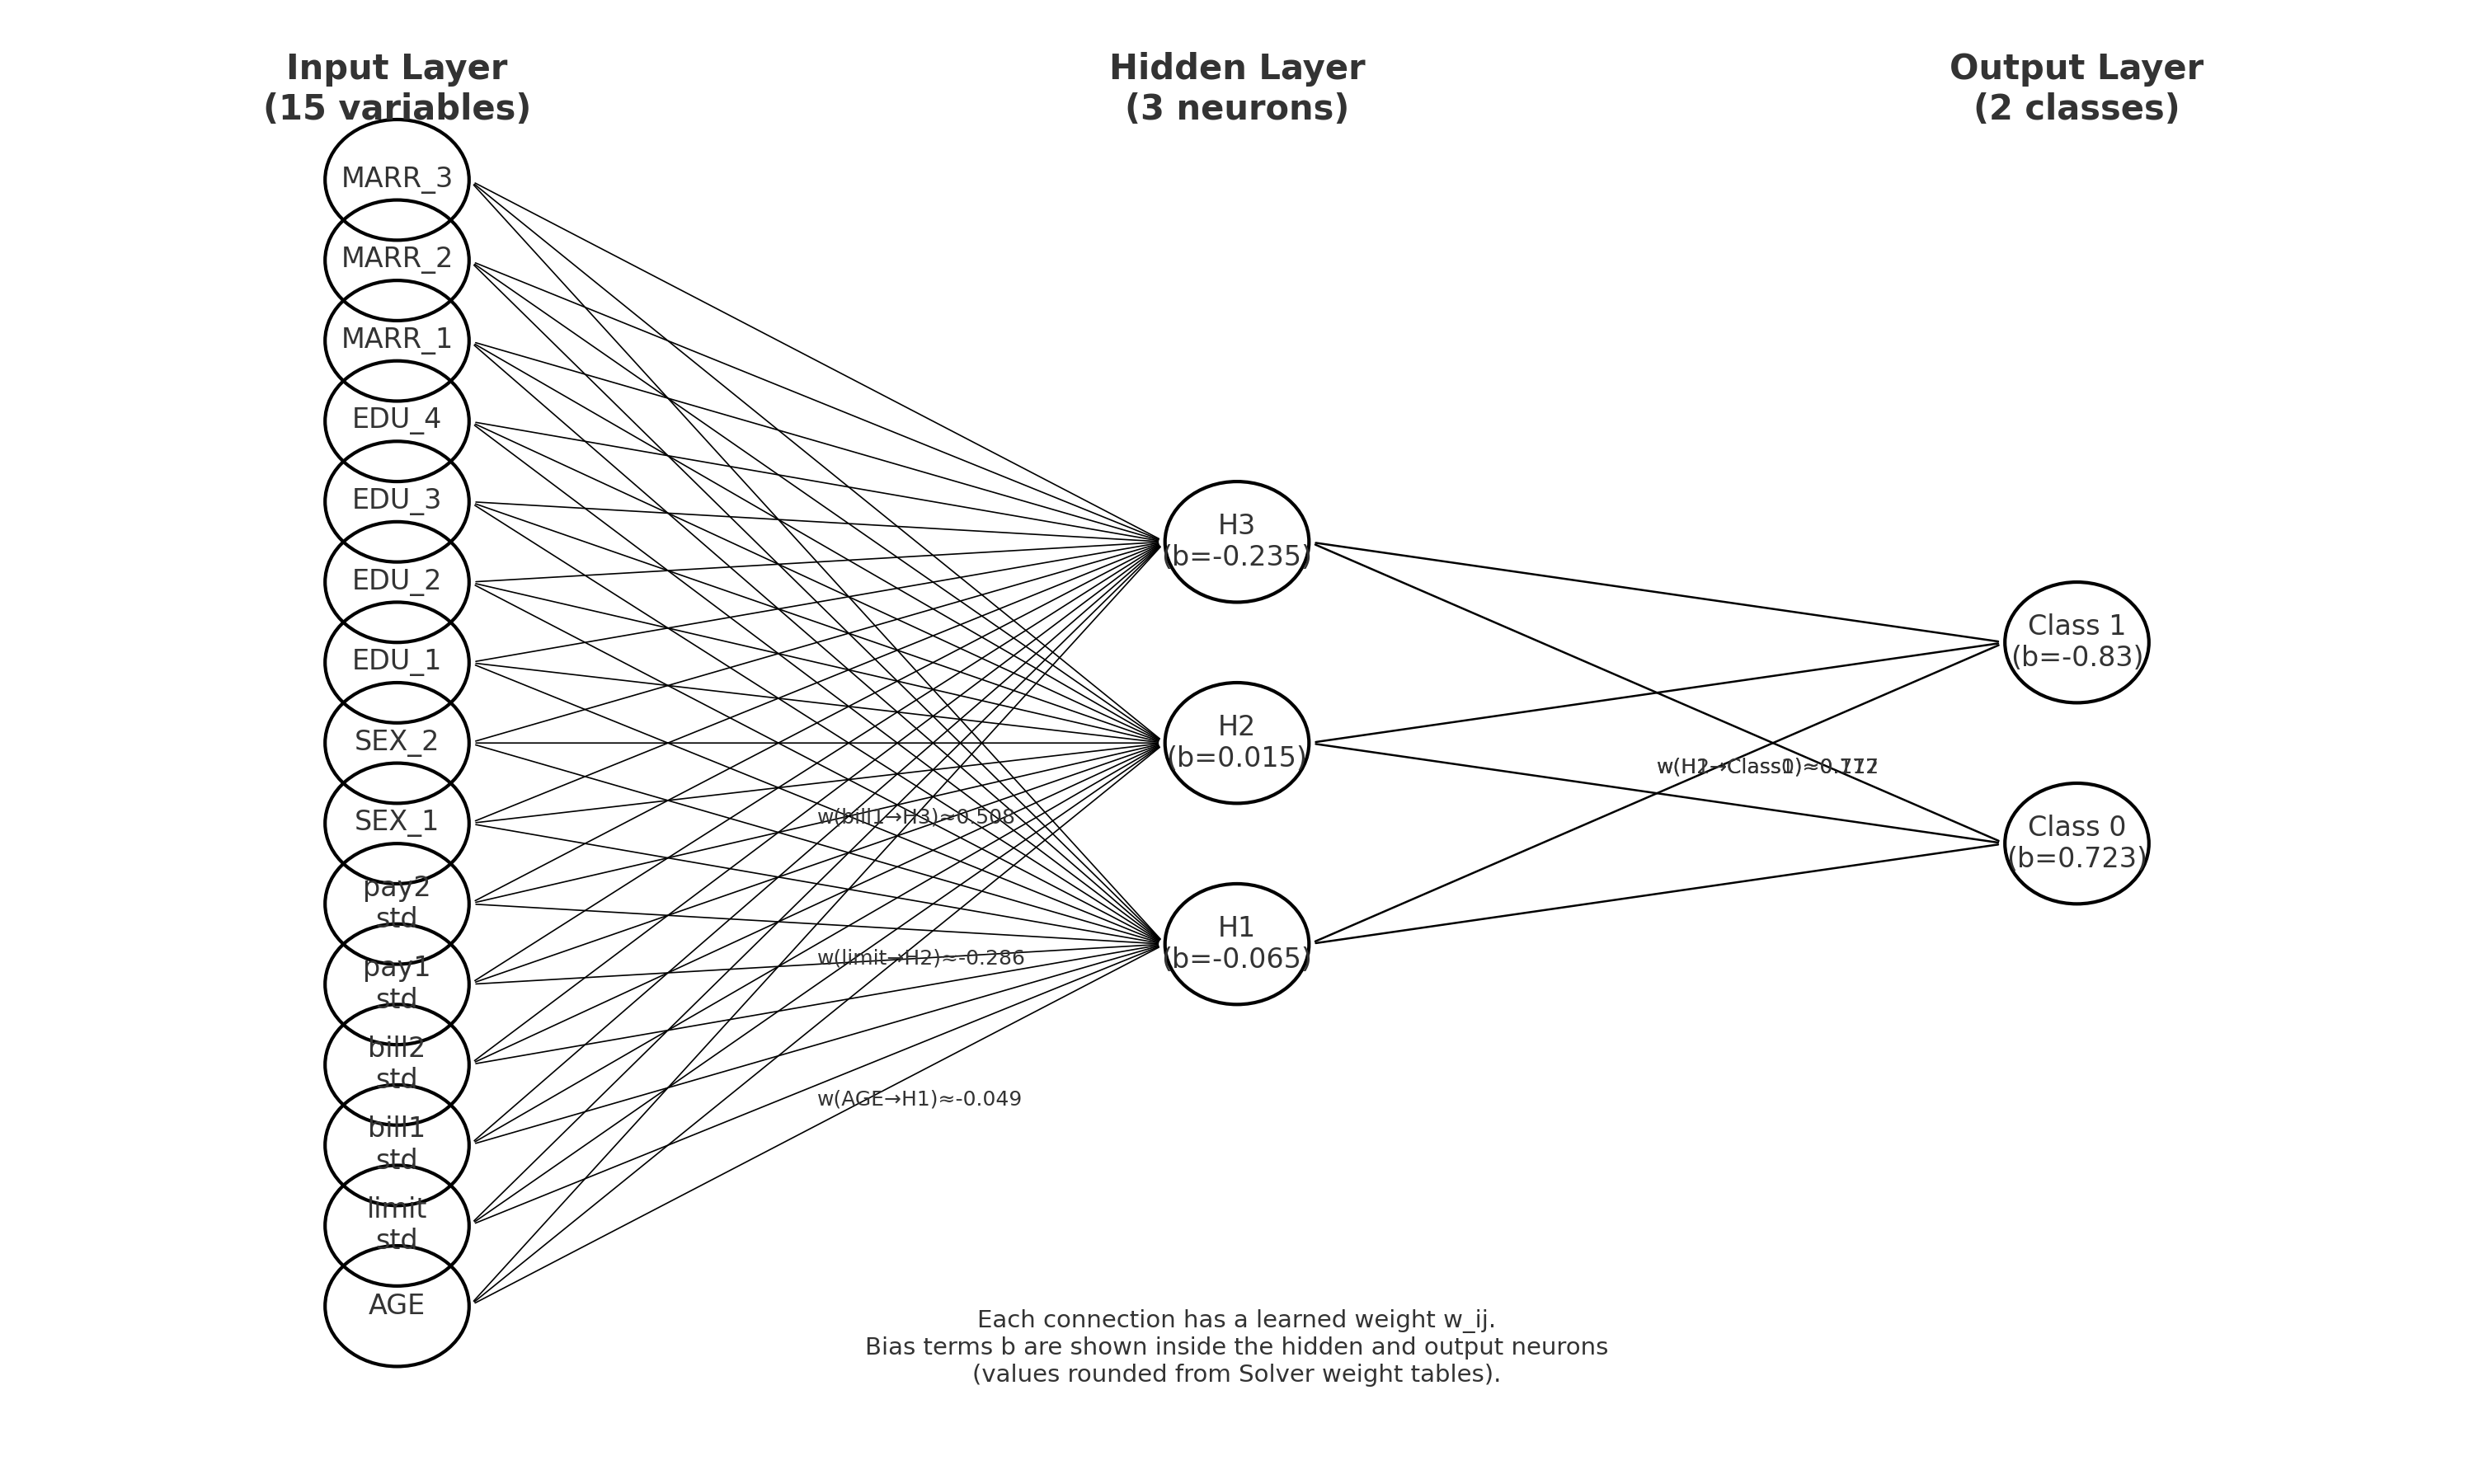 Input Layer
(15 variables)
Hidden Layer
(3 neurons)
Output Layer
(2 classes)
MARR_3
MARR_2
MARR_1
EDU_4
EDU_3
EDU_2
EDU_1
SEX_2
SEX_1
pay2
std
pay1
std
bill2
std
bill1
std
limit
std
AGE
H3
(b=-0.235)
H2
(b=0.015)
H1
(b=-0.065)
w(bill1→H3)≈0.508
w(limit→H2)≈-0.286
w(AGE→H1)≈-0.049
Class 1
(b=-0.83)
Class 0
(b=0.723)
Each connection has a learned weight w_ij.
Bias terms b are shown inside the hidden and output neurons
(values rounded from Solver weight tables).